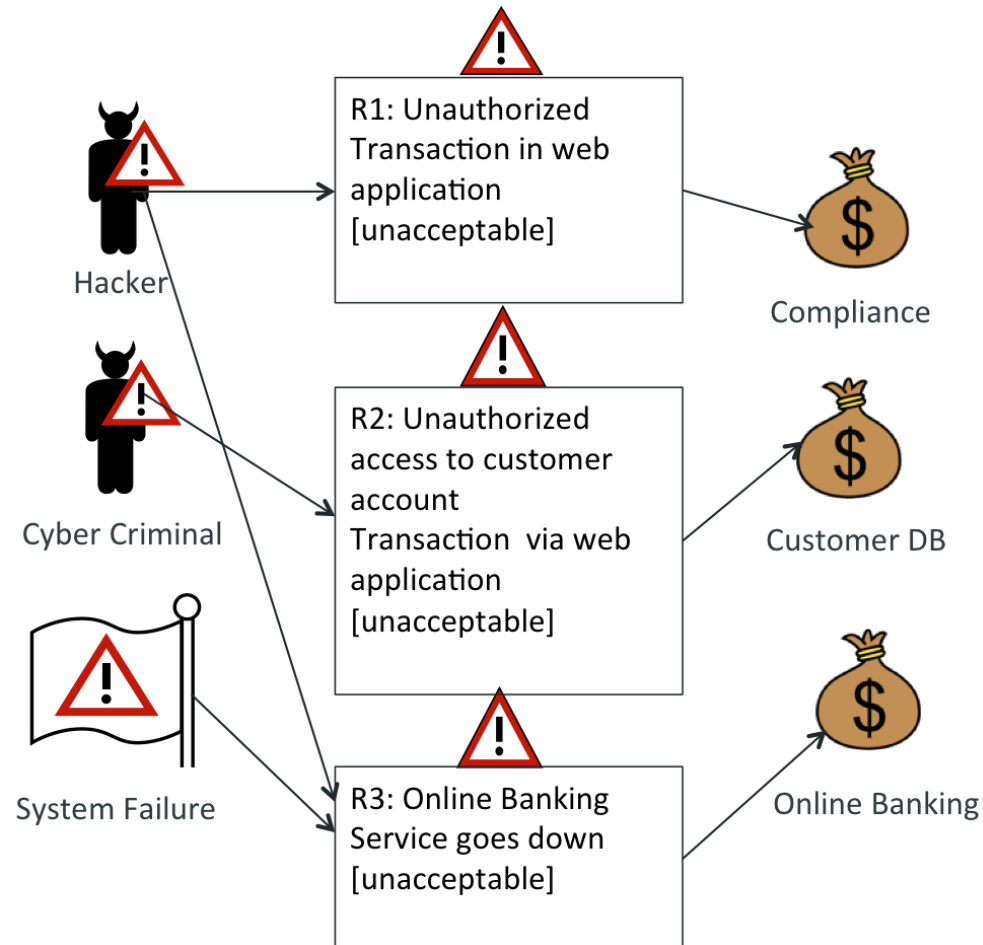 R1: Unauthorized
Transaction in web
application
[unacceptable]
Hacker
$
Compliance
R2: Unauthorized
access to customer
account
Transaction via web
application
[unacceptable]
Cyber Criminal
$
Customer DB
System Failure
R3: Online Banking
Service goes down
[unacceptable]
$
Online Banking